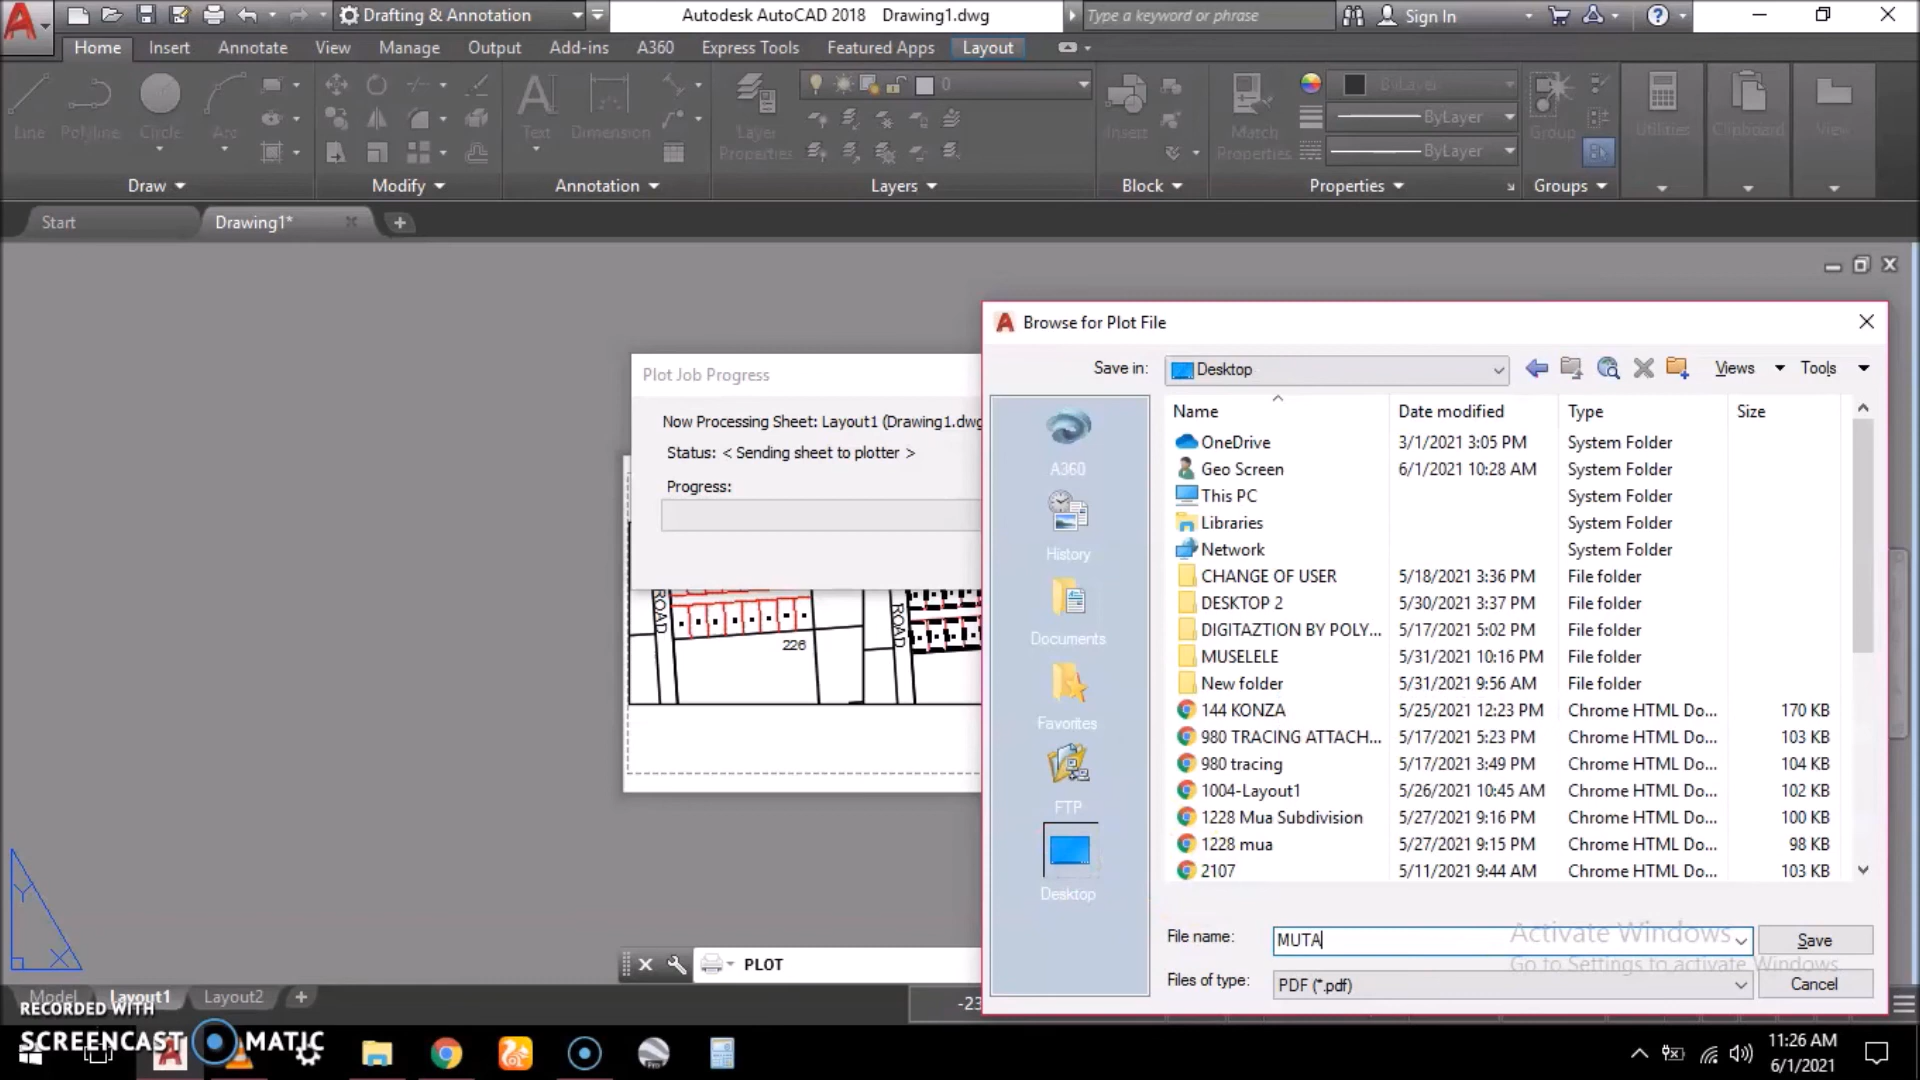 Drafting & Annotation
Autodesk AutoCAD 2018 Drawing1.dwg
Type a keyword or phrase
Sign In
Home Insert Annotate View Manage Output Add-ins A360 Express Tools Featured Apps Layout
0
ByLayer
Line Polyline Circle Arc Text Dimension Layer Properties Insert Match Properties Group Utilities Clipboard View
ByLayer
ByLayer
Draw Modify Annotation Layers Block Properties Groups
Start Drawing1*
Browse for Plot File
Save in: Desktop Views Tools
Plot Job Progress
Now Processing Sheet: Layout1 (Drawing1.dwg
Status: < Sending sheet to plotter >
Progress:
ROAD
226
ROAD
A360
History
Documents
Favorites
FTP
Desktop
Name Date modified Type Size
OneDrive 3/1/2021 3:05 PM System Folder
Geo Screen 6/1/2021 10:28 AM System Folder
This PC System Folder
Libraries System Folder
Network System Folder
CHANGE OF USER 5/18/2021 3:36 PM File folder
DESKTOP 2 5/30/2021 3:37 PM File folder
DIGITAZTION BY POLY... 5/17/2021 5:02 PM File folder
MUSELELE 5/31/2021 10:16 PM File folder
New folder 5/31/2021 9:56 AM File folder
144 KONZA 5/25/2021 12:23 PM Chrome HTML Do... 170 KB
980 TRACING ATTACH... 5/17/2021 5:23 PM Chrome HTML Do... 103 KB
980 tracing 5/17/2021 3:49 PM Chrome HTML Do... 104 KB
1004-Layout1 5/26/2021 10:45 AM Chrome HTML Do... 102 KB
1228 Mua Subdivision 5/27/2021 9:16 PM Chrome HTML Do... 100 KB
1228 mua 5/27/2021 9:15 PM Chrome HTML Do... 98 KB
2107 5/11/2021 9:44 AM Chrome HTML Do... 103 KB
File name: MUTA Save
Activate Windows
Go to Settings to activate Windows
Files of type: PDF (*.pdf) Cancel
Y
X
PLOT
Model Layout1 Layout2
-23
RECORDED WITH
SCREENCAST MATIC
11:26 AM
6/1/2021